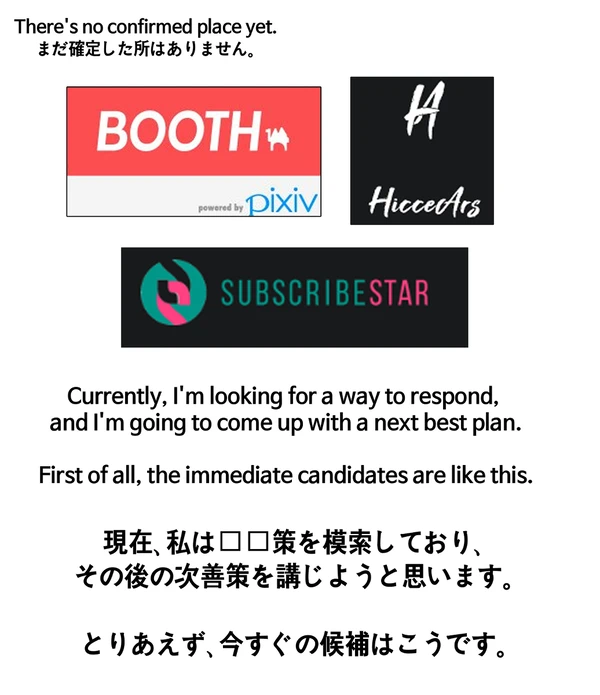 There's no confirmed place yet.
まだ確定した所はありません。
BOOTH
powered by pixiv
HA
HicceArs
SUBSCRIBESTAR
Currently, I'm looking for a way to respond,
and I'm going to come up with a next best plan.
First of all, the immediate candidates are like this.
現在、私は□□策を模索しており、
その後の次善策を講じようと思います。
とりあえず、今すぐの候補はこうです。